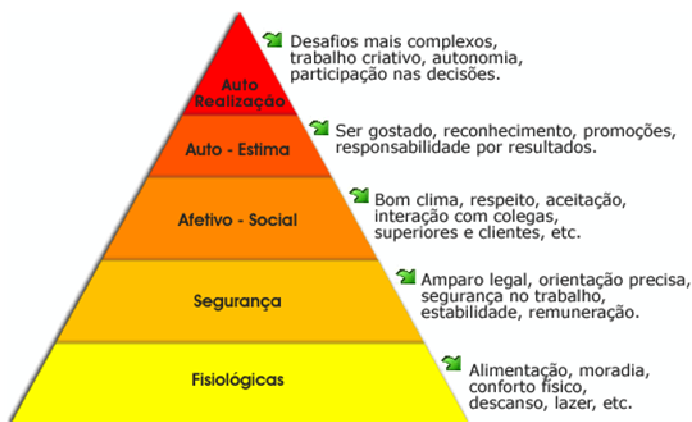 Desafios mais complexos,
trabalho criativo, autonomia,
participação nas decisões.
Auto
Realização
Ser gostado, reconhecimento, promoções,
responsabilidade por resultados.
Auto - Estima
Bom clima, respeito, aceitação,
interação com colegas,
superiores e clientes, etc.
Afetivo - Social
Amparo legal, orientação precisa,
segurança no trabalho,
estabilidade, remuneração.
Segurança
Alimentação, moradia,
conforto físico,
descanso, lazer, etc.
Fisiológicas